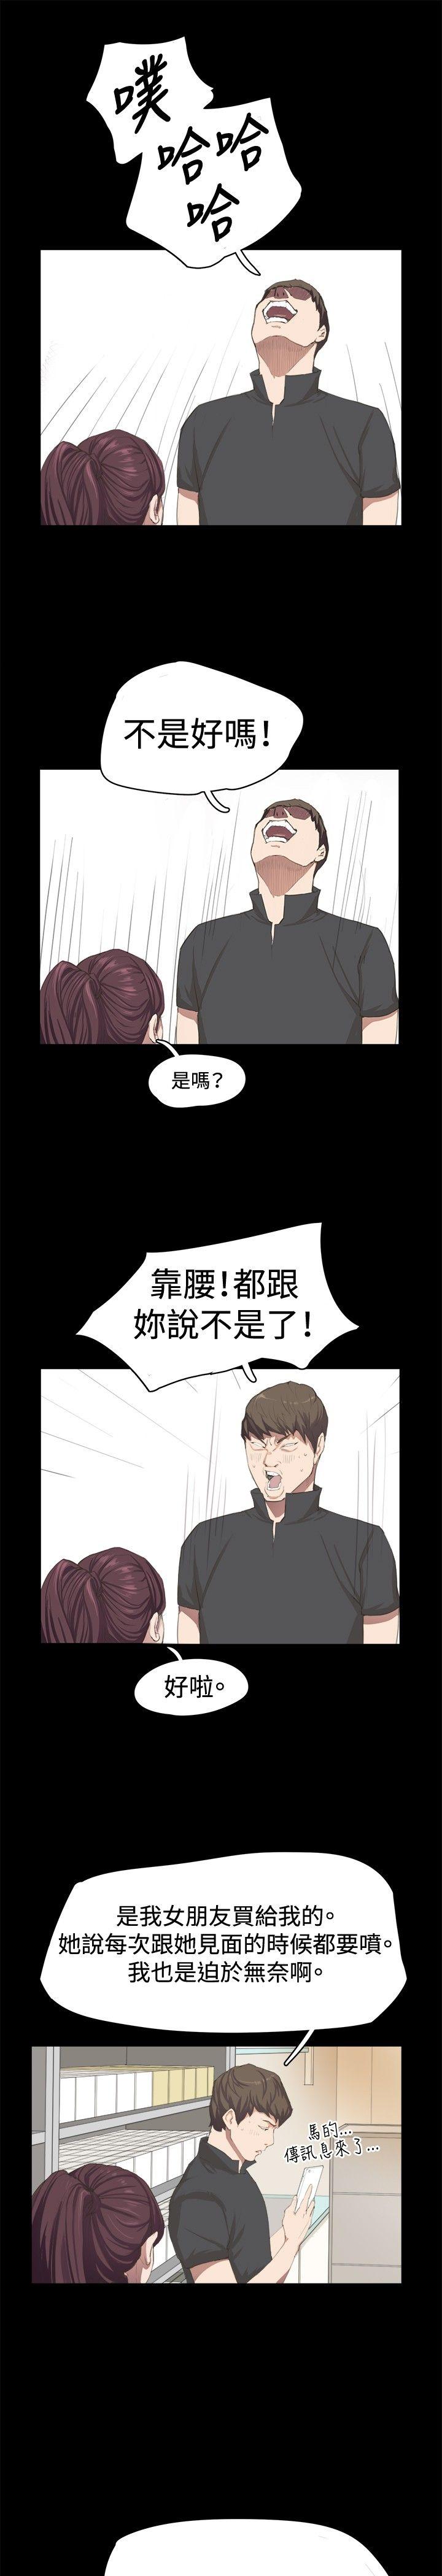 噗
哈哈
哈
不是好嗎！
是嗎？
靠腰！都跟
妳說不是了！
好啦。
是我女朋友買給我的。
她說每次跟她見面的時候都要噴。
我也是迫於無奈啊。
馬的...
傳訊息來了...